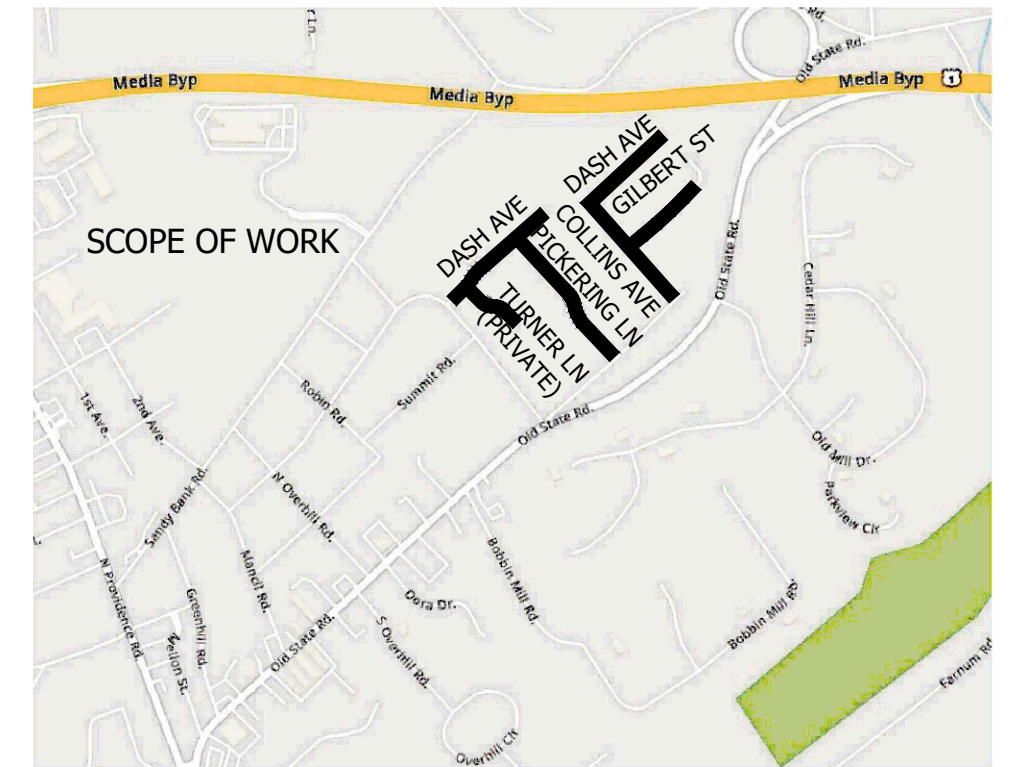 r Ln.
Rd.
Old State Rd.
Media Byp
Media Byp
Media Byp
1
DASH AVE
GILBERT ST
DASH AVE
COLLINS AVE
PICKERING LN
TURNER LN
(PRIVATE)
SCOPE OF WORK
Old State Rd.
Cedar Hill Ln.
Summit Rd.
Robin Rd.
1st Ave.
2nd Ave.
Old State Rd.
Old Mill Dr.
Parkview Cir
Sandy Bank Rd.
N Overhill Rd.
N Providence Rd.
Manoil Rd.
Greenhill Rd.
Mellon St.
Old State Rd.
Dora Dr.
Bobbin Mill Rd.
S Overhill Rd.
Bobbin Mill Rd.
Farnum Rd
Overhill Cir